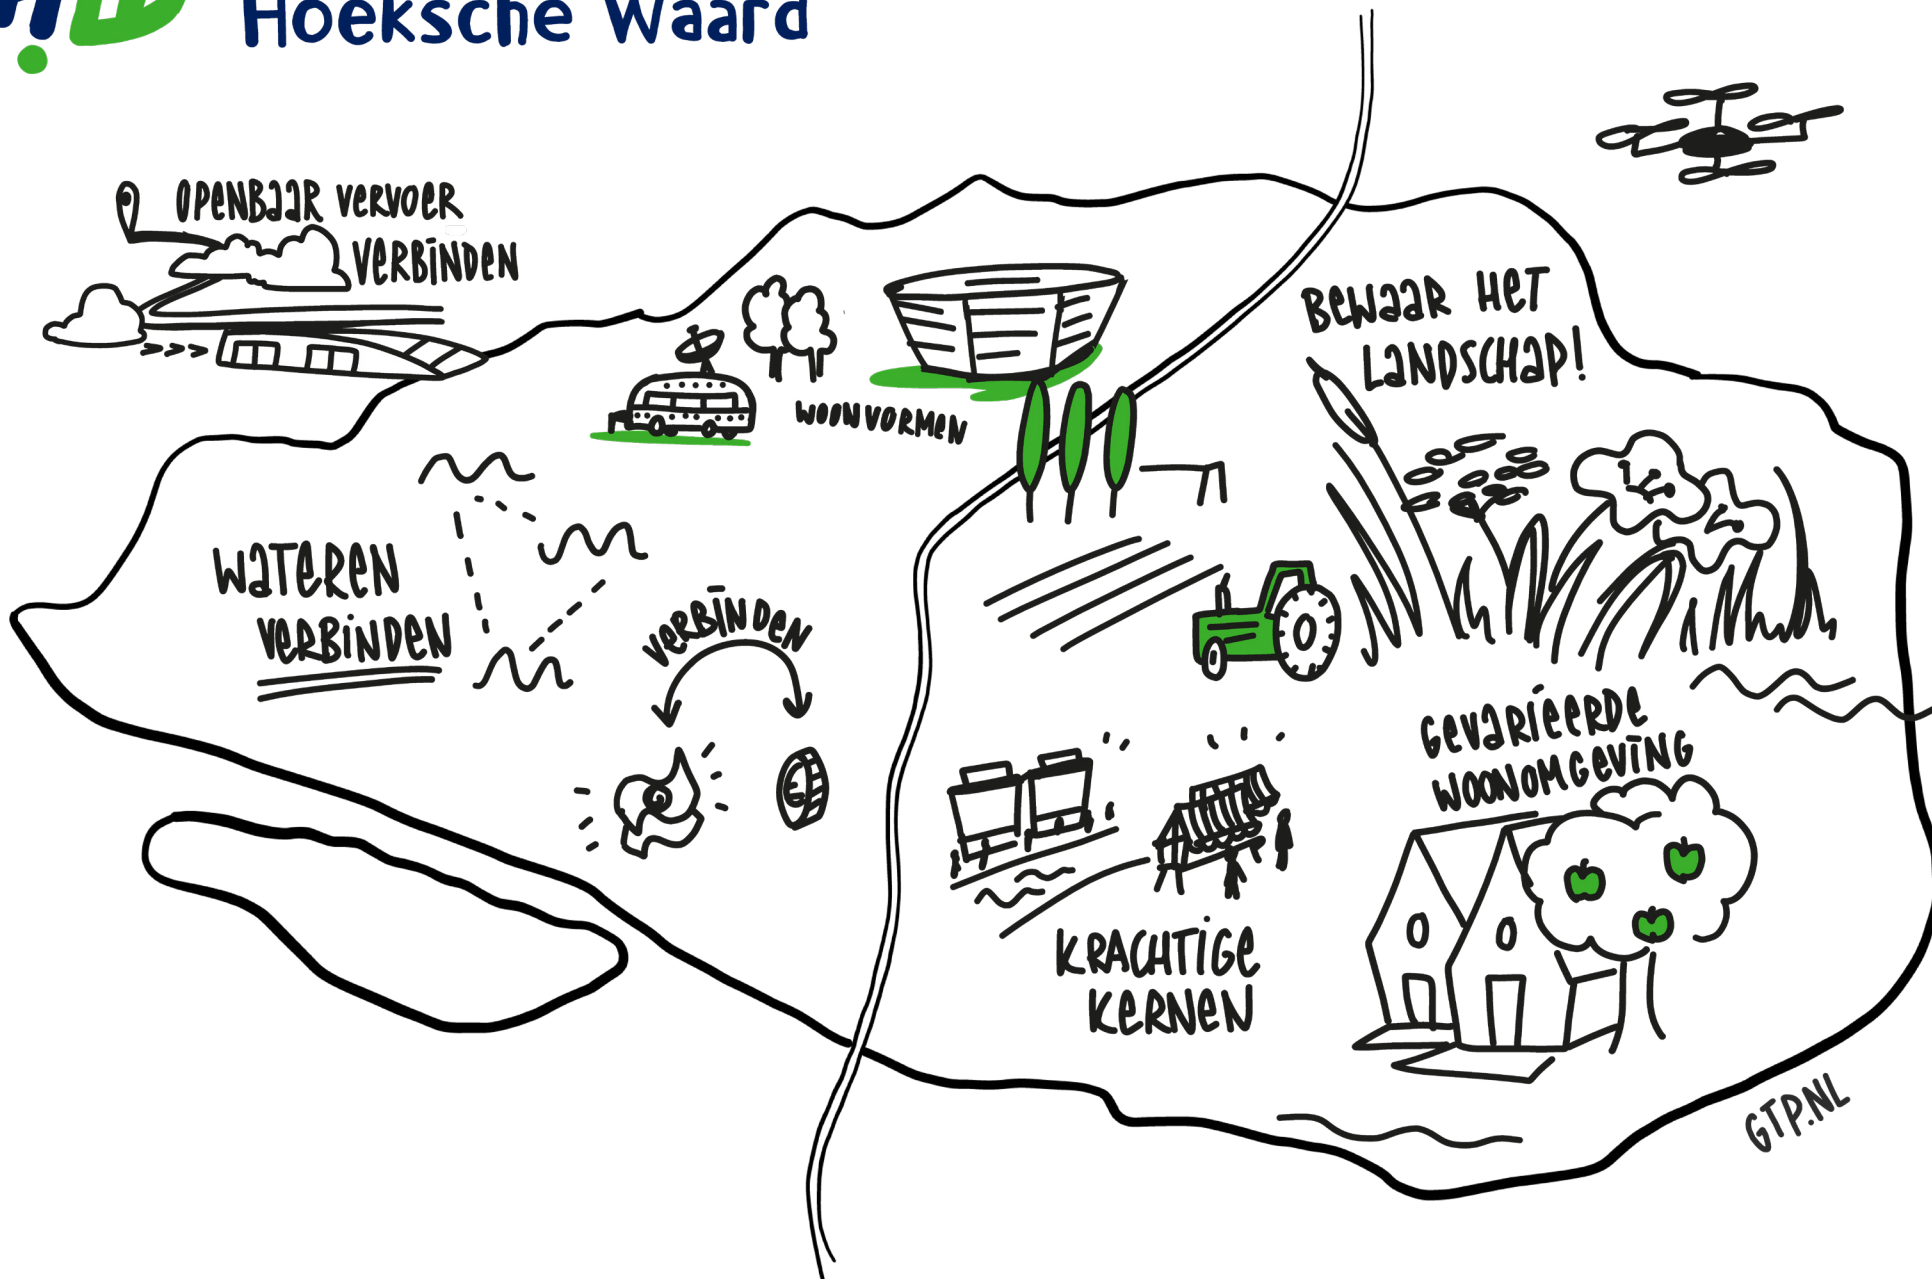 Hoeksche Waard
OPENBAAR VERVOER
VERBINDEN
WOONVORMEN
BEWAAR HET
LANDSCHAP!
WATEREN
VERBINDEN
VERBINDEN
€
GEVARIEERDE
WOONOMGEVING
KRACHTIGE
KERNEN
GTP.NL